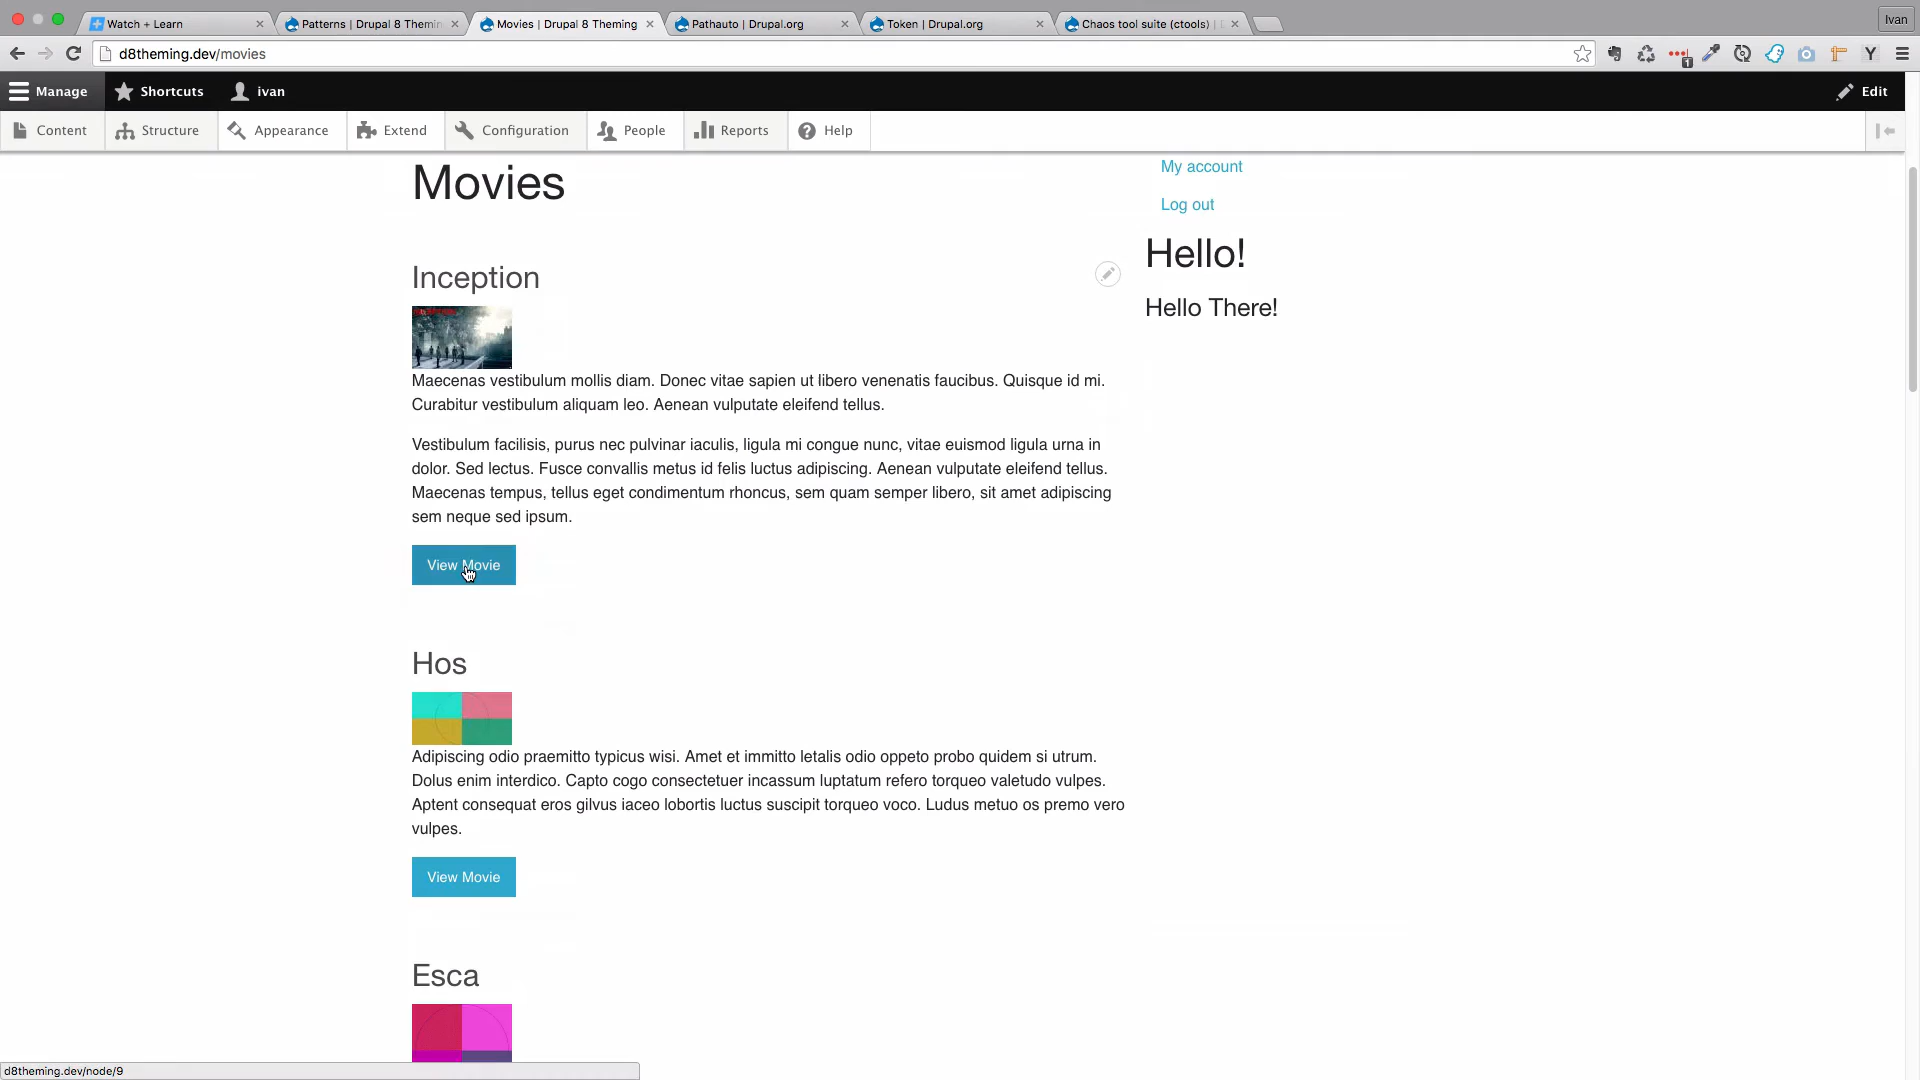 Watch + Learn
Patterns | Drupal 8 Themin
Movies | Drupal 8 Theming
Pathauto | Drupal.org
Token | Drupal.org
Chaos tool suite (ctools) |
Ivan
d8theming.dev/movies
1
Y
Manage
Shortcuts
ivan
Edit
Content
Structure
Appearance
Extend
Configuration
People
Reports
Help
Movies
My account
Log out
Hello!
Hello There!
Inception
Maecenas vestibulum mollis diam. Donec vitae sapien ut libero venenatis faucibus. Quisque id mi.
Curabitur vestibulum aliquam leo. Aenean vulputate eleifend tellus.
Vestibulum facilisis, purus nec pulvinar iaculis, ligula mi congue nunc, vitae euismod ligula urna in
dolor. Sed lectus. Fusce convallis metus id felis luctus adipiscing. Aenean vulputate eleifend tellus.
Maecenas tempus, tellus eget condimentum rhoncus, sem quam semper libero, sit amet adipiscing
sem neque sed ipsum.
View Movie
Hos
Adipiscing odio praemitto typicus wisi. Amet et immitto letalis odio oppeto probo quidem si utrum.
Dolus enim interdico. Capto cogo consectetuer incassum luptatum refero torqueo valetudo vulpes.
Aptent consequat eros gilvus iaceo lobortis luctus suscipit torqueo voco. Ludus metuo os premo vero
vulpes.
View Movie
Esca
d8theming.dev/node/9